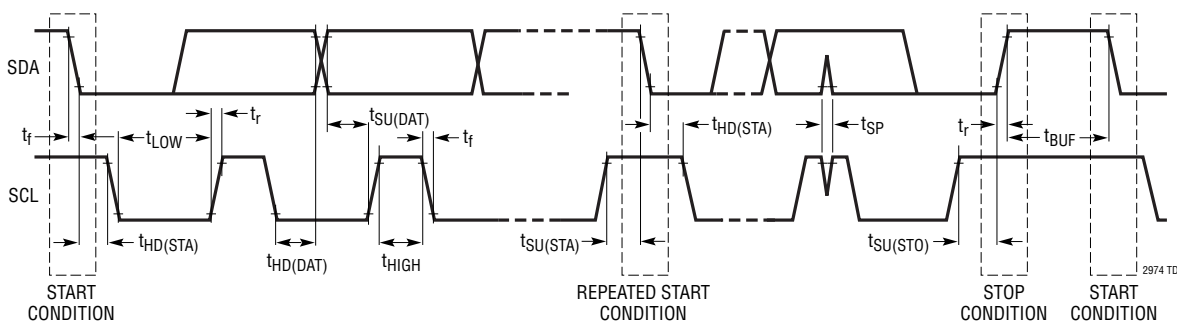 SDA
t_f
t_LOW
t_r
t_SU(DAT)
t_f
t_HD(STA)
t_SP
t_r
t_BUF
SCL
t_HD(STA)
t_HD(DAT)
t_HIGH
t_SU(STA)
t_SU(STO)
2974 TD
START
CONDITION
REPEATED START
CONDITION
STOP
CONDITION
START
CONDITION